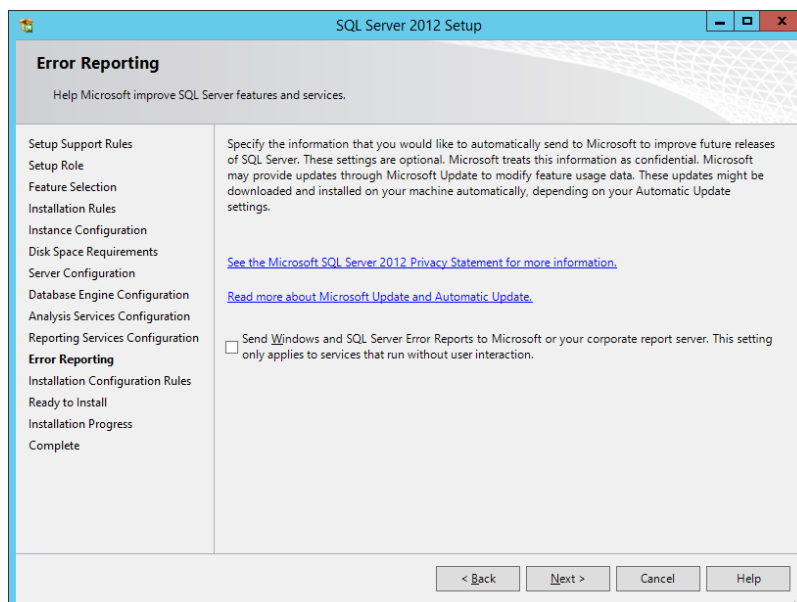 SQL Server 2012 Setup
Error Reporting
Help Microsoft improve SQL Server features and services.
Setup Support Rules
Setup Role
Feature Selection
Installation Rules
Instance Configuration
Disk Space Requirements
Server Configuration
Database Engine Configuration
Analysis Services Configuration
Reporting Services Configuration
Error Reporting
Installation Configuration Rules
Ready to Install
Installation Progress
Complete
Specify the information that you would like to automatically send to Microsoft to improve future releases
of SQL Server. These settings are optional. Microsoft treats this information as confidential. Microsoft
may provide updates through Microsoft Update to modify feature usage data. These updates might be
downloaded and installed on your machine automatically, depending on your Automatic Update
settings.
See the Microsoft SQL Server 2012 Privacy Statement for more information.
Read more about Microsoft Update and Automatic Update.
Send Windows and SQL Server Error Reports to Microsoft or your corporate report server. This setting
only applies to services that run without user interaction.
< Back
Next >
Cancel
Help